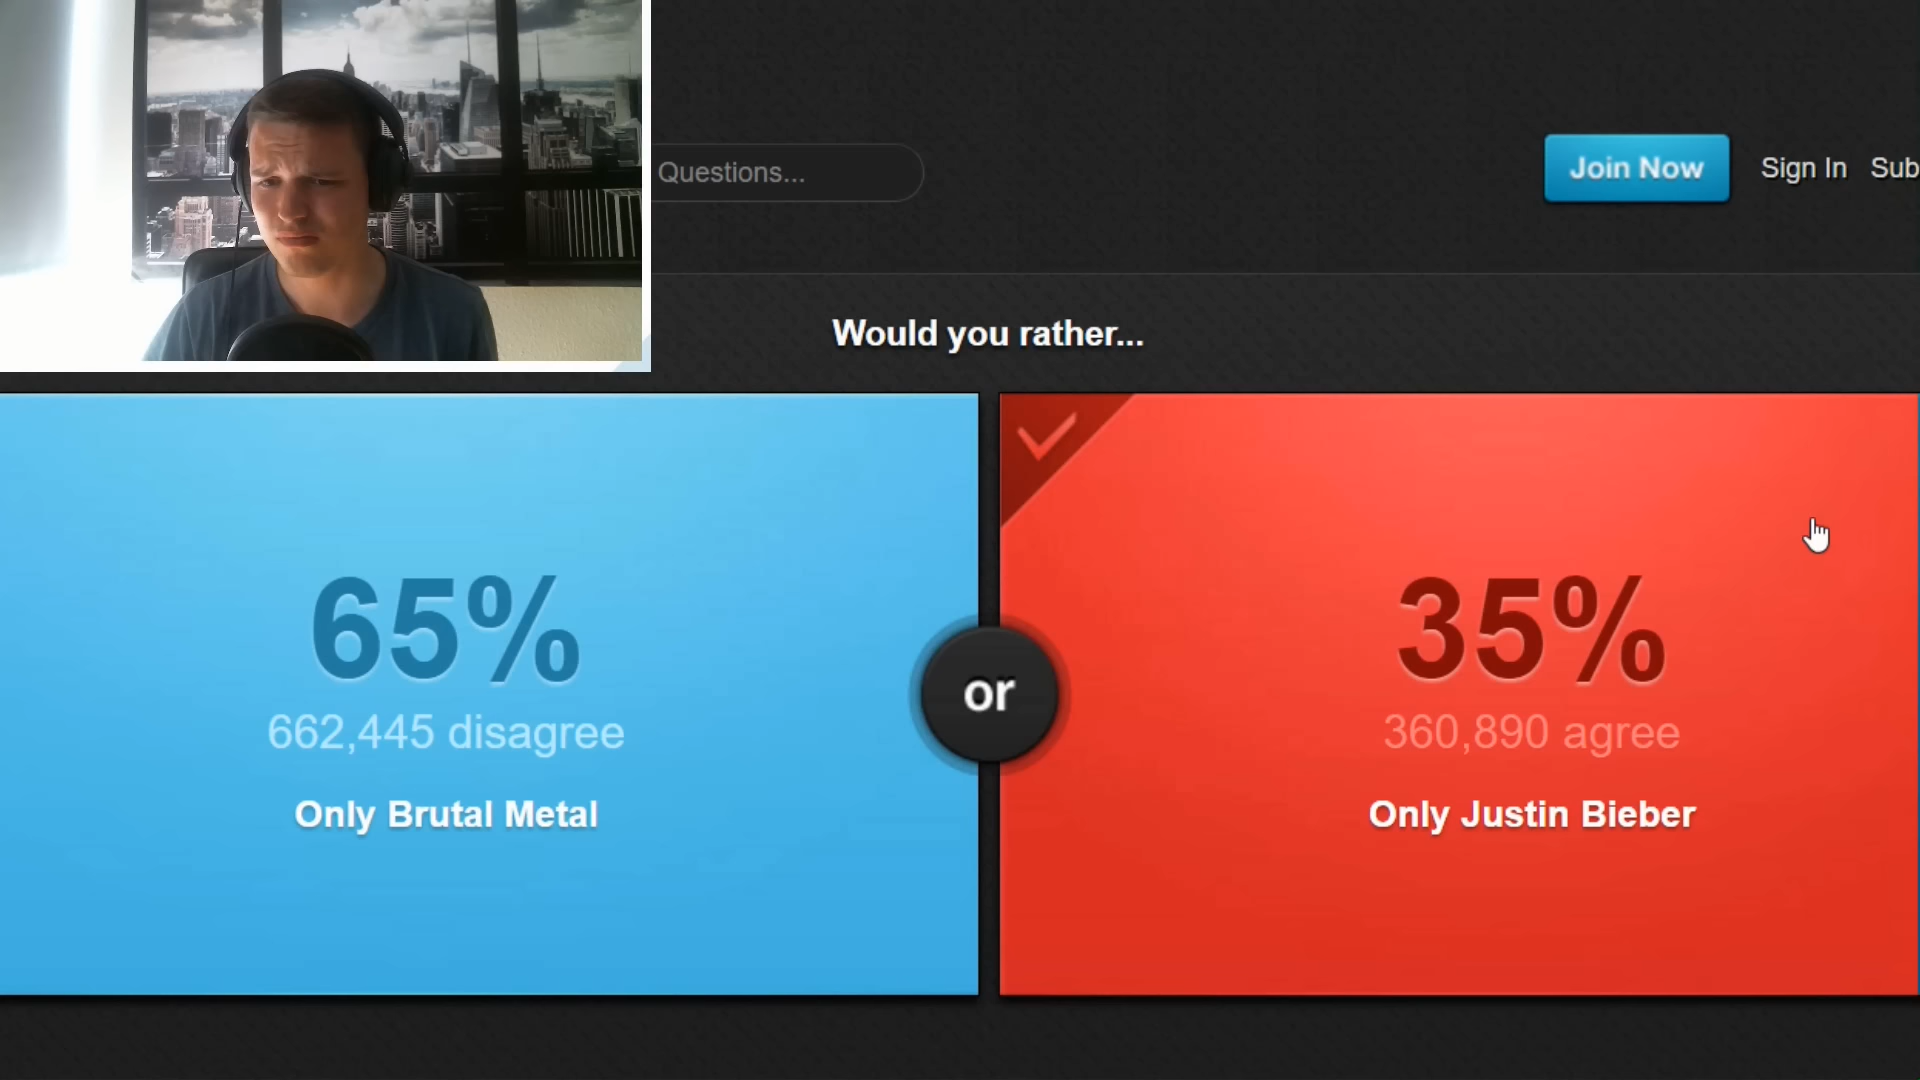 Questions...
Join Now
Sign In
Sub
Would you rather...
65%
662,445 disagree
Only Brutal Metal
or
35%
360,890 agree
Only Justin Bieber